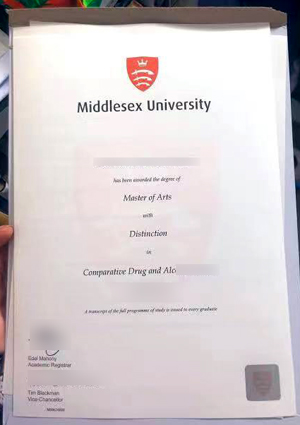 Middlesex University
has been awarded the degree of
Master of Arts
with
Distinction
in
Comparative Drug and Alc
A transcript of the full programme of study is issued to every graduate
Academic Registrar
Tim Blackman
Vice-Chancellor